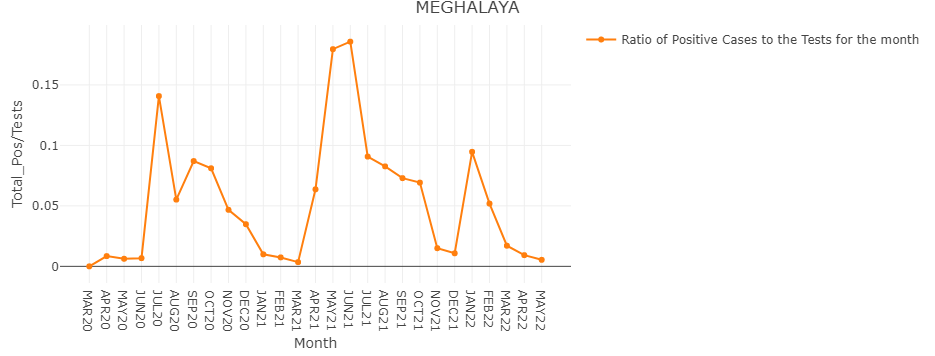 MEGHALAYA
Ratio of Positive Cases to the Tests for the month
Total_Pos/Tests
0.15
0.1
0.05
0
MAR20
APR20
MAY20
JUN20
JUL20
AUG20
SEP20
OCT20
NOV20
DEC20
JAN21
FEB21
MAR21
APR21
MAY21
JUN21
JUL21
AUG21
SEP21
OCT21
NOV21
DEC21
JAN22
FEB22
MAR22
APR22
MAY22
Month